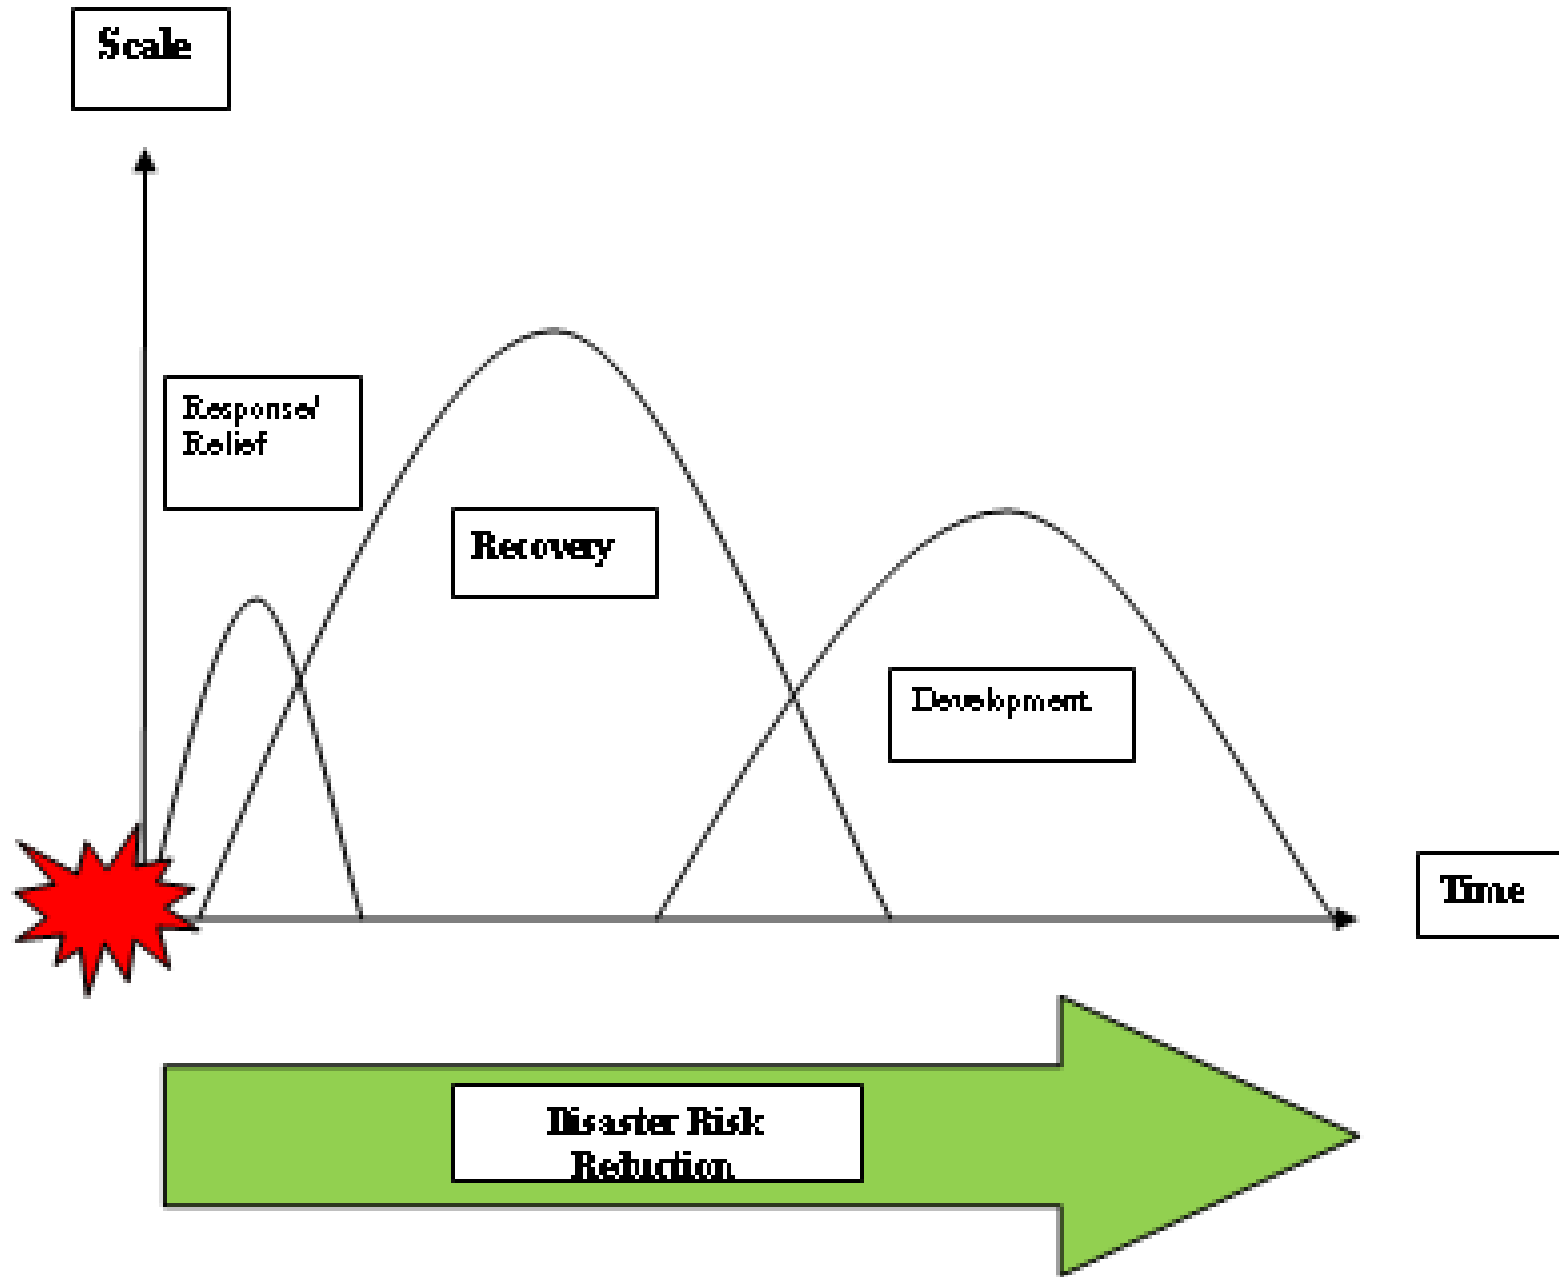 Scale
Response/
Relief
Recovery
Development
Time
Disaster Risk
Reduction